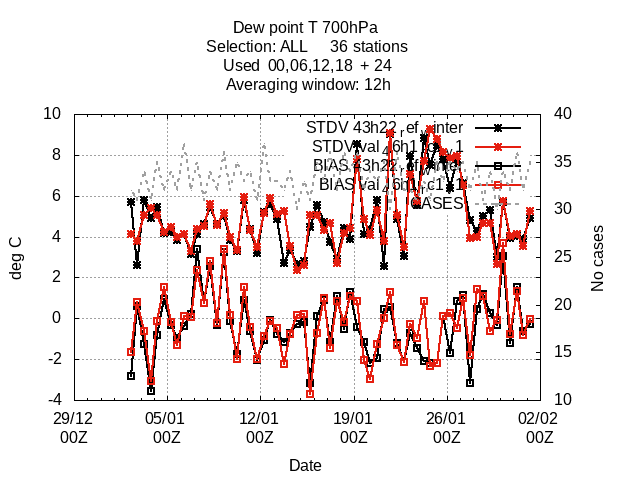 Dew point T 700hPa
Selection: ALL 36 stations
Used 00,06,12,18 + 24
Averaging window: 12h
10
8
6
4
2
0
-2
-4
deg C
40
35
30
25
20
15
10
No cases
STDV 43h22
STDV val
BIAS 43h22
BIAS val
CASES
29/12 05/01 12/01 19/01 26/01 02/02
00Z 00Z 00Z 00Z 00Z 00Z
Date